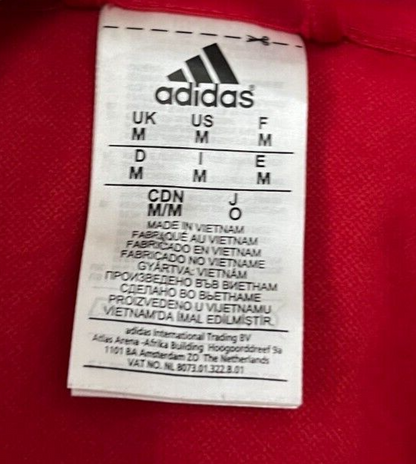 adidas®
UK US F
M M M
D I E
M M M
CDN J
M/M O
MADE IN VIETNAM
FABRIQUÉ AU VIETNAM
FABRICADO EN VIETNAM
FABRICADO NO VIETNAME
GYÁRTVA: VIETNÁM
ПРОИЗВЕДЕНО ВЪВ ВИЕТНАМ
СДЕЛАНО ВО ВЬЕТНАМЕ
PROIZVEDENO U VIJETNAMU
VIETNAM'DA İMAL EDİLMİŞTİR.
adidas International Trading BV
Atlas Arena -Afrika Building Hoogoorddreef 9a
1101 BA Amsterdam ZO The Netherlands
VAT NO. NL 8073.01.322.B.01